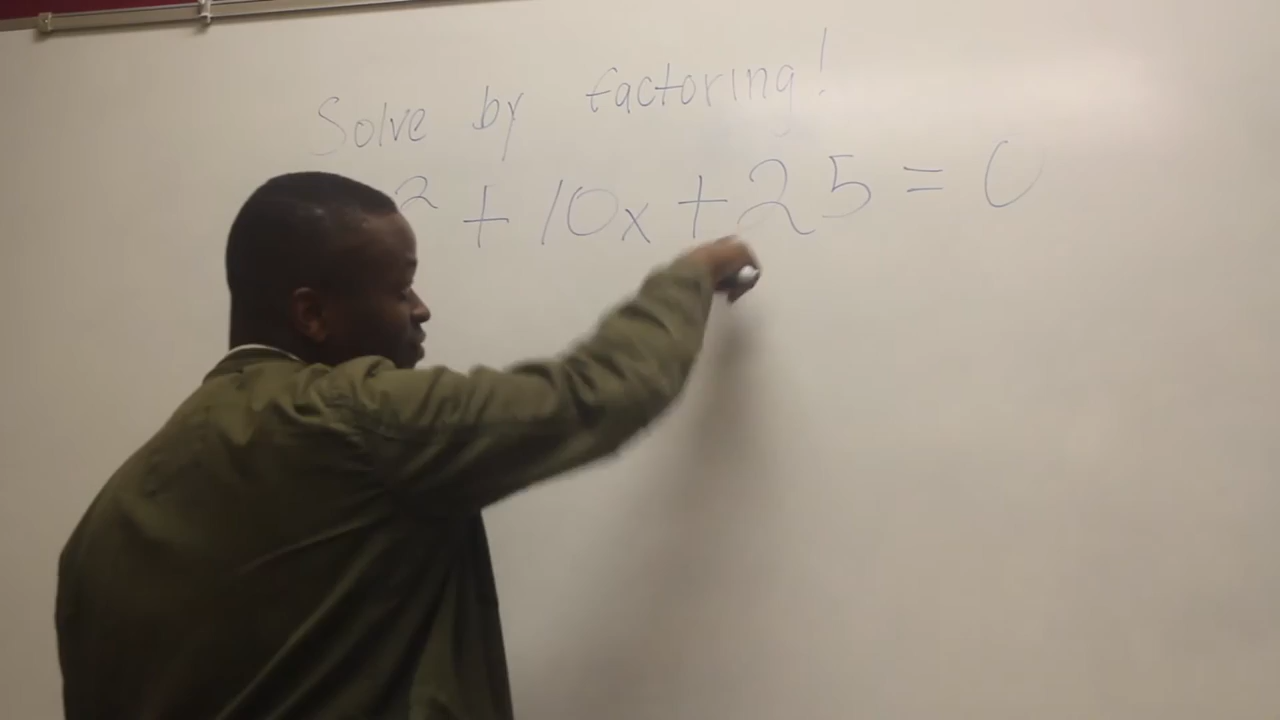 Solve by factoring!
² + 10x + 25 = 0